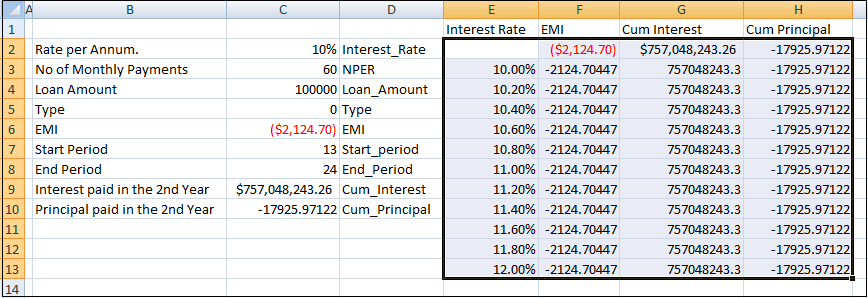 A B C D E F G H
1 Interest Rate EMI Cum Interest Cum Principal
2 Rate per Annum. 10% Interest_Rate ($2,124.70) $757,048,243.26 -17925.97122
3 No of Monthly Payments 60 NPER 10.00% -2124.70447 757048243.3 -17925.97122
4 Loan Amount 100000 Loan_Amount 10.20% -2124.70447 757048243.3 -17925.97122
5 Type 0 Type 10.40% -2124.70447 757048243.3 -17925.97122
6 EMI ($2,124.70) EMI 10.60% -2124.70447 757048243.3 -17925.97122
7 Start Period 13 Start_period 10.80% -2124.70447 757048243.3 -17925.97122
8 End Period 24 End_Period 11.00% -2124.70447 757048243.3 -17925.97122
9 Interest paid in the 2nd Year $757,048,243.26 Cum_Interest 11.20% -2124.70447 757048243.3 -17925.97122
10 Principal paid in the 2nd Year -17925.97122 Cum_Principal 11.40% -2124.70447 757048243.3 -17925.97122
11 11.60% -2124.70447 757048243.3 -17925.97122
12 11.80% -2124.70447 757048243.3 -17925.97122
13 12.00% -2124.70447 757048243.3 -17925.97122
14